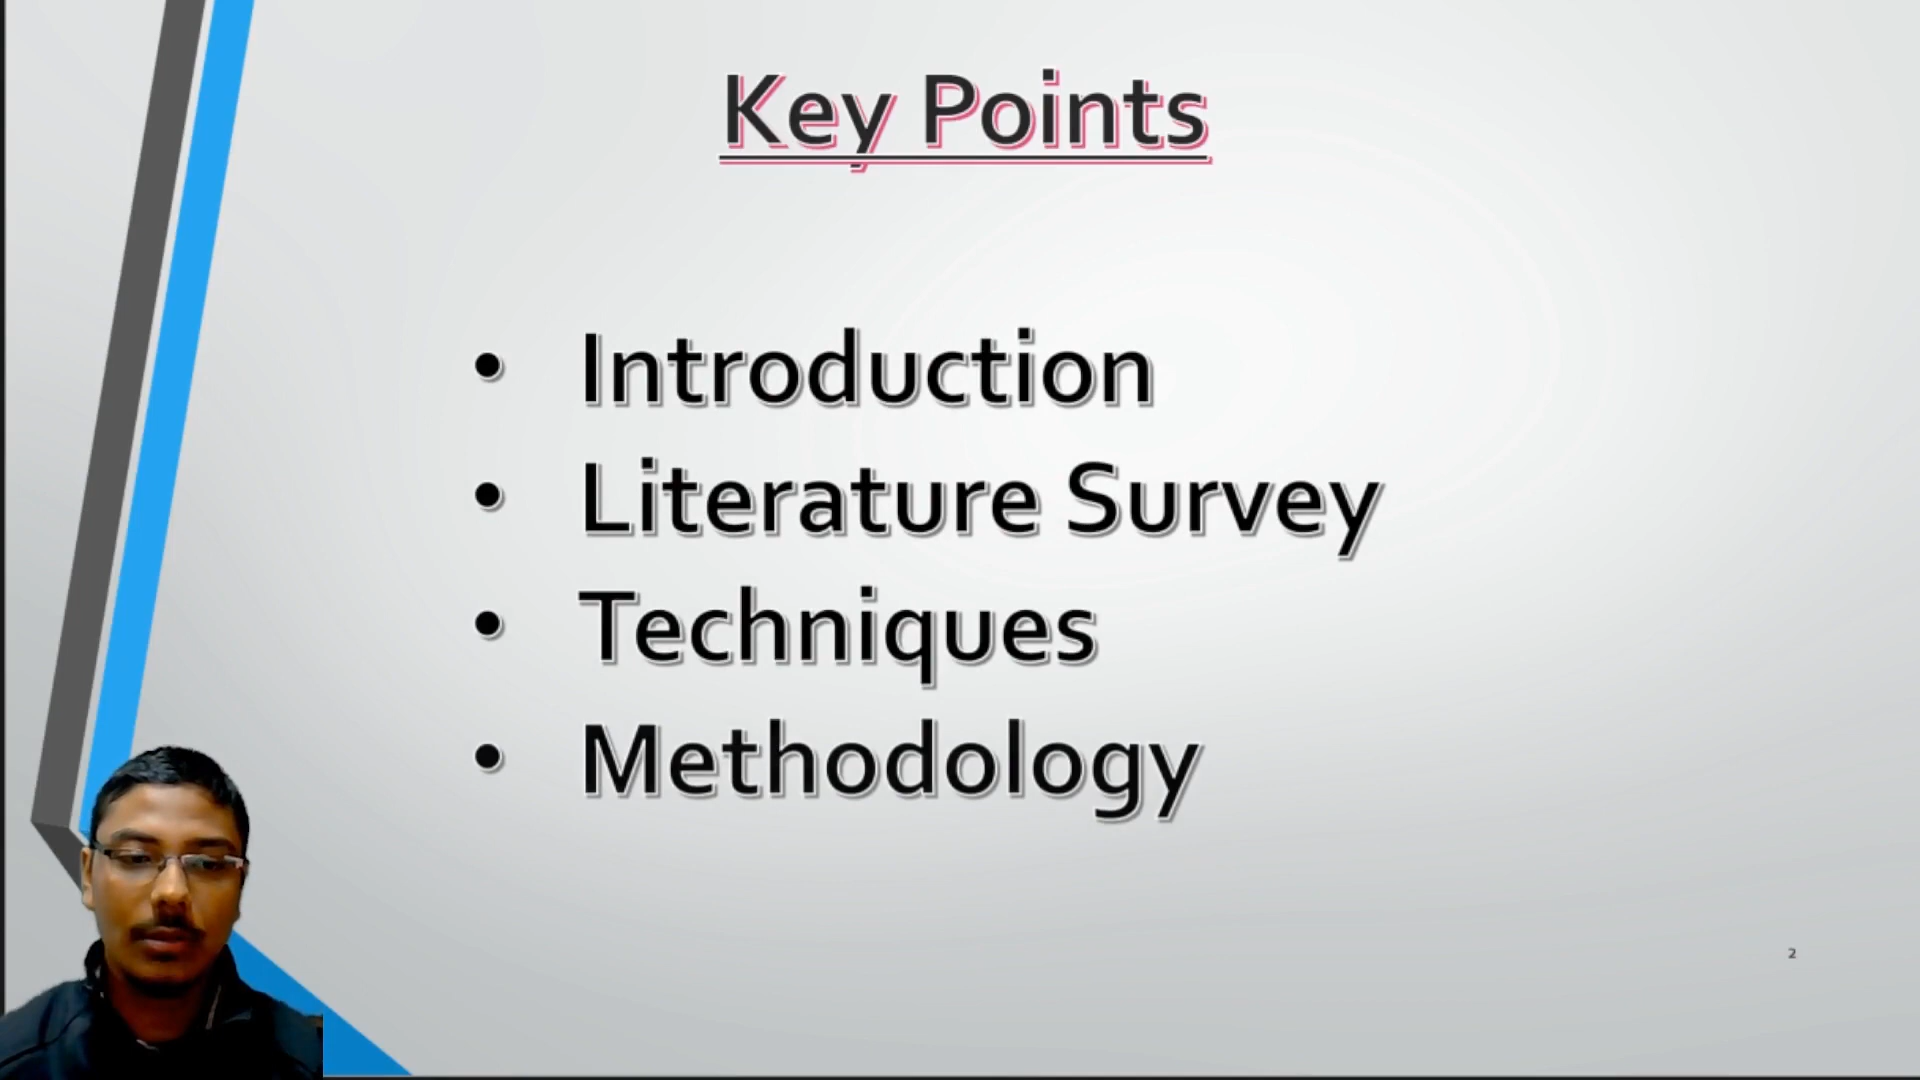 Key Points
• Introduction
• Literature Survey
• Techniques
• Methodology
2